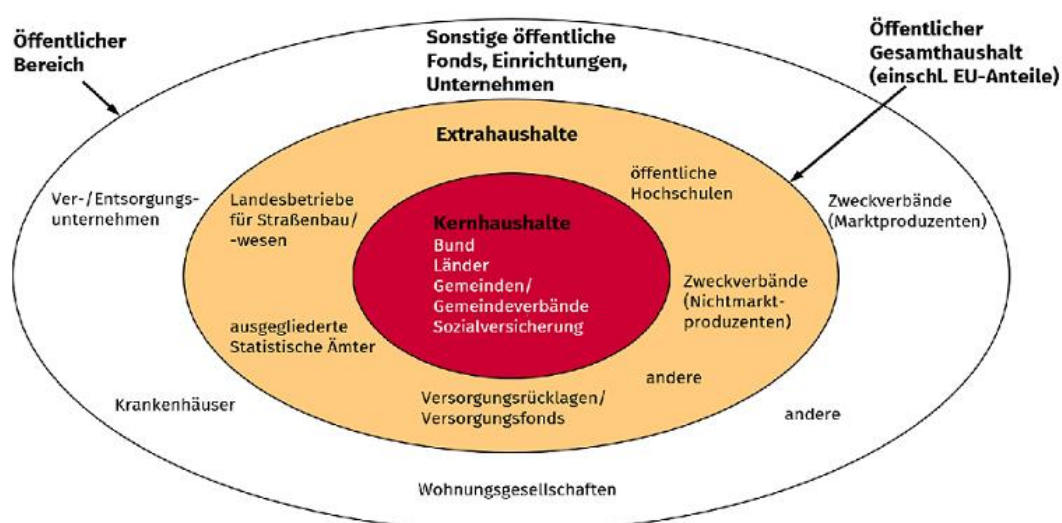 Öffentlicher
Bereich
Sonstige öffentliche
Fonds, Einrichtungen,
Unternehmen
Öffentlicher
Gesamthaushalt
(einschl. EU-Anteile)
Extrahaushalte
öffentliche
Hochschulen
Ver-/Entsorgungs-
unternehmen
Landesbetriebe
für Straßenbau/
-wesen
Zweckverbände
(Marktproduzenten)
Kernhaushalte
Bund
Länder
Gemeinden/
Gemeindeverbände
Sozialversicherung
Zweckverbände
(Nichtmarkt-
produzenten)
ausgegliederte
Statistische Ämter
andere
Krankenhäuser
Versorgungsrücklagen/
Versorgungsfonds
andere
Wohnungsgesellschaften